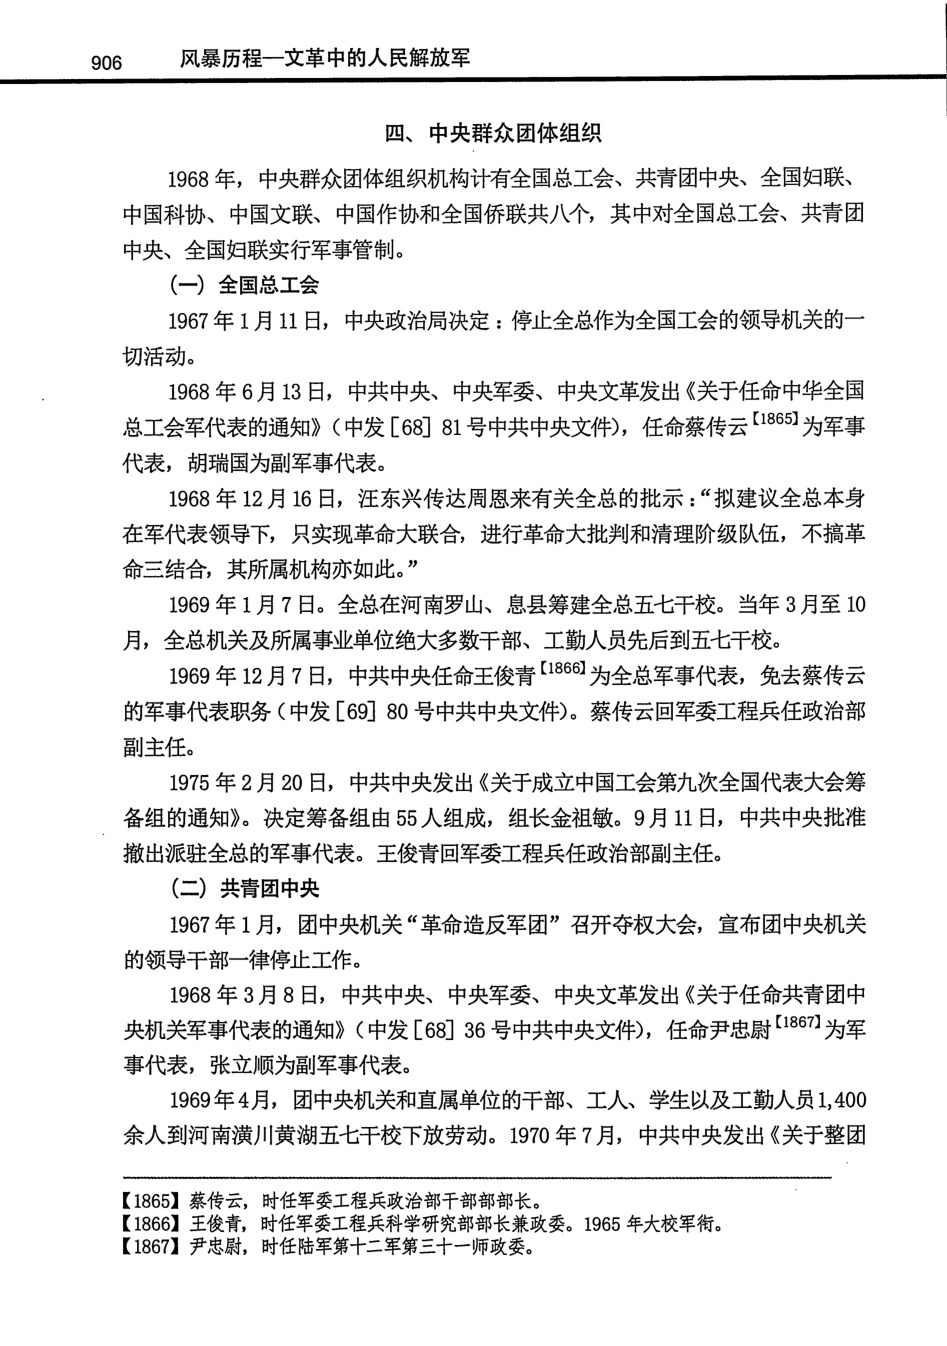 906 风暴历程—文革中的人民解放军
四、中央群众团体组织
1968 年，中央群众团体组织机构计有全国总工会、共青团中央、全国妇联、
中国科协、中国文联、中国作协和全国侨联共八个，其中对全国总工会、共青团
中央、全国妇联实行军事管制。
(一) 全国总工会
1967 年 1 月 11 日，中央政治局决定：停止全总作为全国工会的领导机关的一
切活动。
1968 年 6 月 13 日，中共中央、中央军委、中央文革发出《关于任命中华全国
总工会军代表的通知》（中发［68］81 号中共中央文件），任命蔡传云【1865】为军事
代表，胡瑞国为副军事代表。
1968 年 12 月 16 日，汪东兴传达周恩来有关全总的批示：“拟建议全总本身
在军代表领导下，只实现革命大联合，进行革命大批判和清理阶级队伍，不搞革
命三结合，其所属机构亦如此。”
1969 年 1 月 7 日。全总在河南罗山、息县筹建全总五七干校。当年 3 月至 10
月，全总机关及所属事业单位绝大多数干部、工勤人员先后到五七干校。
1969 年 12 月 7 日，中共中央任命王俊青【1866】为全总军事代表，免去蔡传云
的军事代表职务（中发［69］80 号中共中央文件）。蔡传云回军委工程兵任政治部
副主任。
1975 年 2 月 20 日，中共中央发出《关于成立中国工会第九次全国代表大会筹
备组的通知》。决定筹备组由 55 人组成，组长金祖敏。9 月 11 日，中共中央批准
撤出派驻全总的军事代表。王俊青回军委工程兵任政治部副主任。
(二) 共青团中央
1967 年 1 月，团中央机关“革命造反军团”召开夺权大会，宣布团中央机关
的领导干部一律停止工作。
1968 年 3 月 8 日，中共中央、中央军委、中央文革发出《关于任命共青团中
央机关军事代表的通知》（中发［68］36 号中共中央文件），任命尹忠尉【1867】为军
事代表，张立顺为副军事代表。
1969 年 4 月，团中央机关和直属单位的干部、工人、学生以及工勤人员 1,400
余人到河南潢川黄湖五七干校下放劳动。1970 年 7 月，中共中央发出《关于整团
【1865】蔡传云，时任军委工程兵政治部干部部部长。
【1866】王俊青，时任军委工程兵科学研究部部长兼政委。1965 年大校军衔。
【1867】尹忠尉，时任陆军第十二军第三十一师政委。